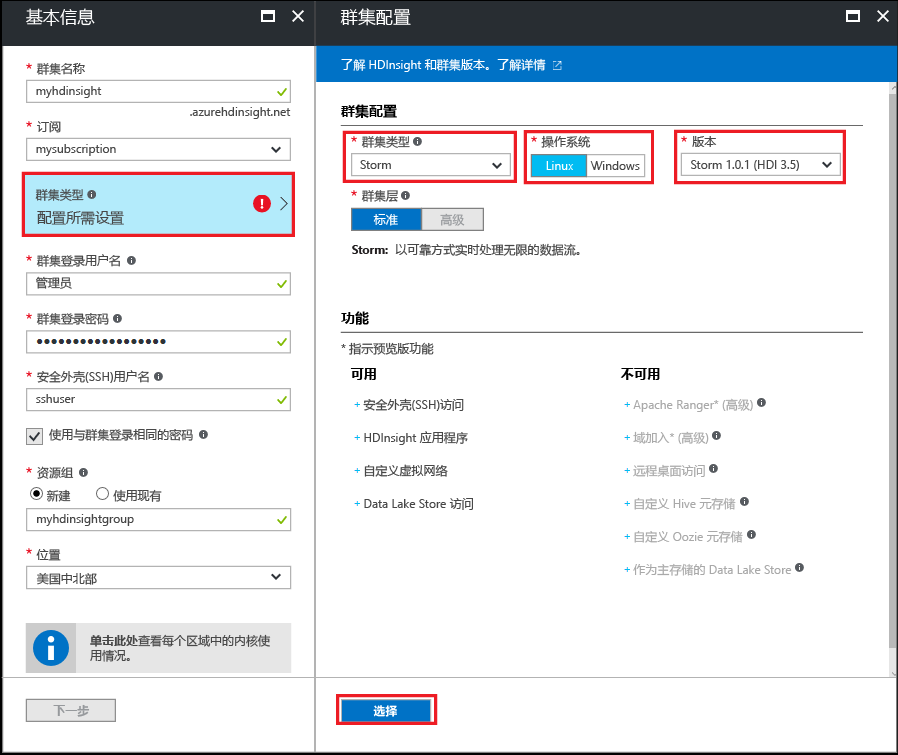 基本信息
* 群集名称
myhdinsight
.azurehdinsight.net
* 订阅
mysubscription
群集类型
配置所需设置
* 群集登录用户名
管理员
* 群集登录密码
••••••••••••••••••
* 安全外壳(SSH)用户名
sshuser
使用与群集登录相同的密码
* 资源组
新建 使用现有
myhdinsightgroup
* 位置
美国中北部
单击此处查看每个区域中的内核使
用情况。
下一步
群集配置
了解 HDInsight 和群集版本。了解详情
群集配置
* 群集类型
Storm
* 操作系统
Linux Windows
* 版本
Storm 1.0.1 (HDI 3.5)
* 群集层
标准 高级
Storm: 以可靠方式实时处理无限的数据流。
功能
* 指示预览版功能
可用
+ 安全外壳(SSH)访问
+ HDInsight 应用程序
+ 自定义虚拟网络
+ Data Lake Store 访问
不可用
+ Apache Ranger* (高级)
+ 域加入* (高级)
+ 远程桌面访问
+ 自定义 Hive 元存储
+ 自定义 Oozie 元存储
+ 作为主存储的 Data Lake Store
选择